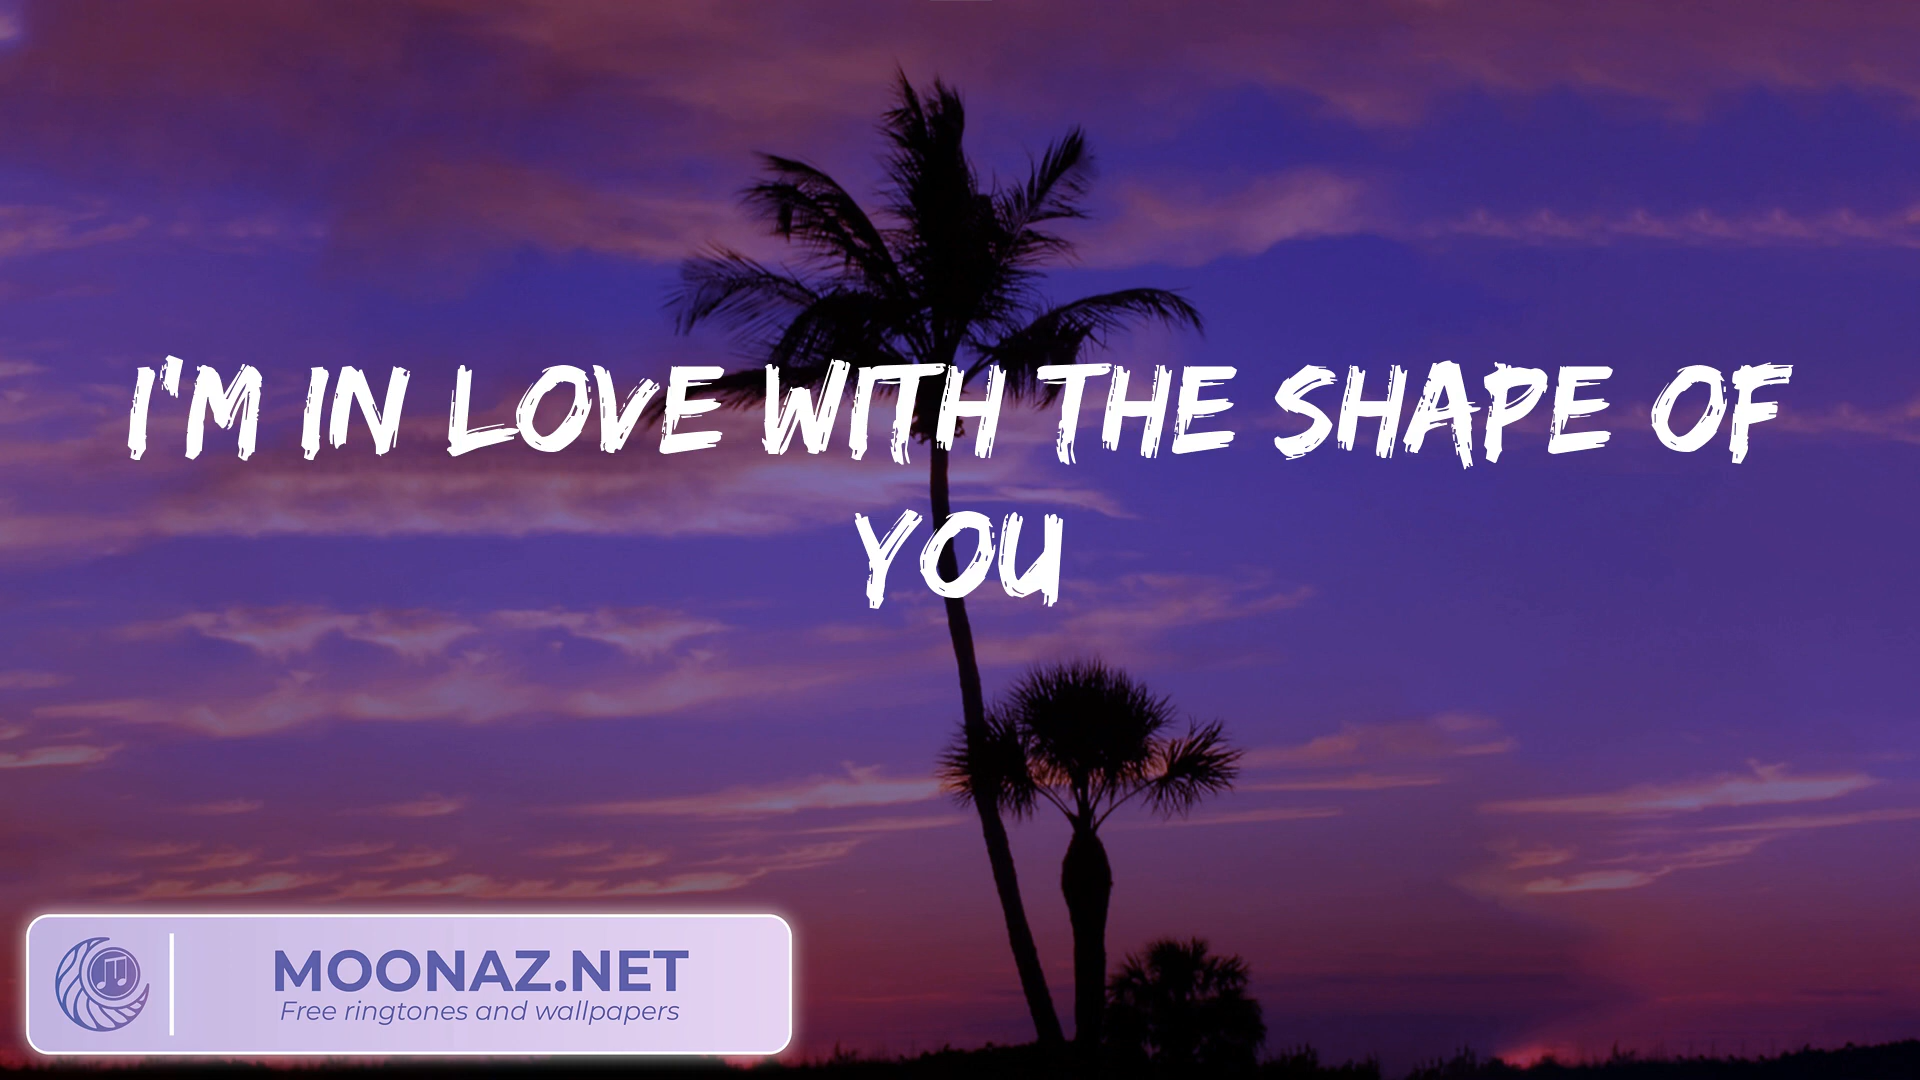 I'M IN LOVE WITH THE SHAPE OF
YOU
MOONAZ.NET
Free ringtones and wallpapers